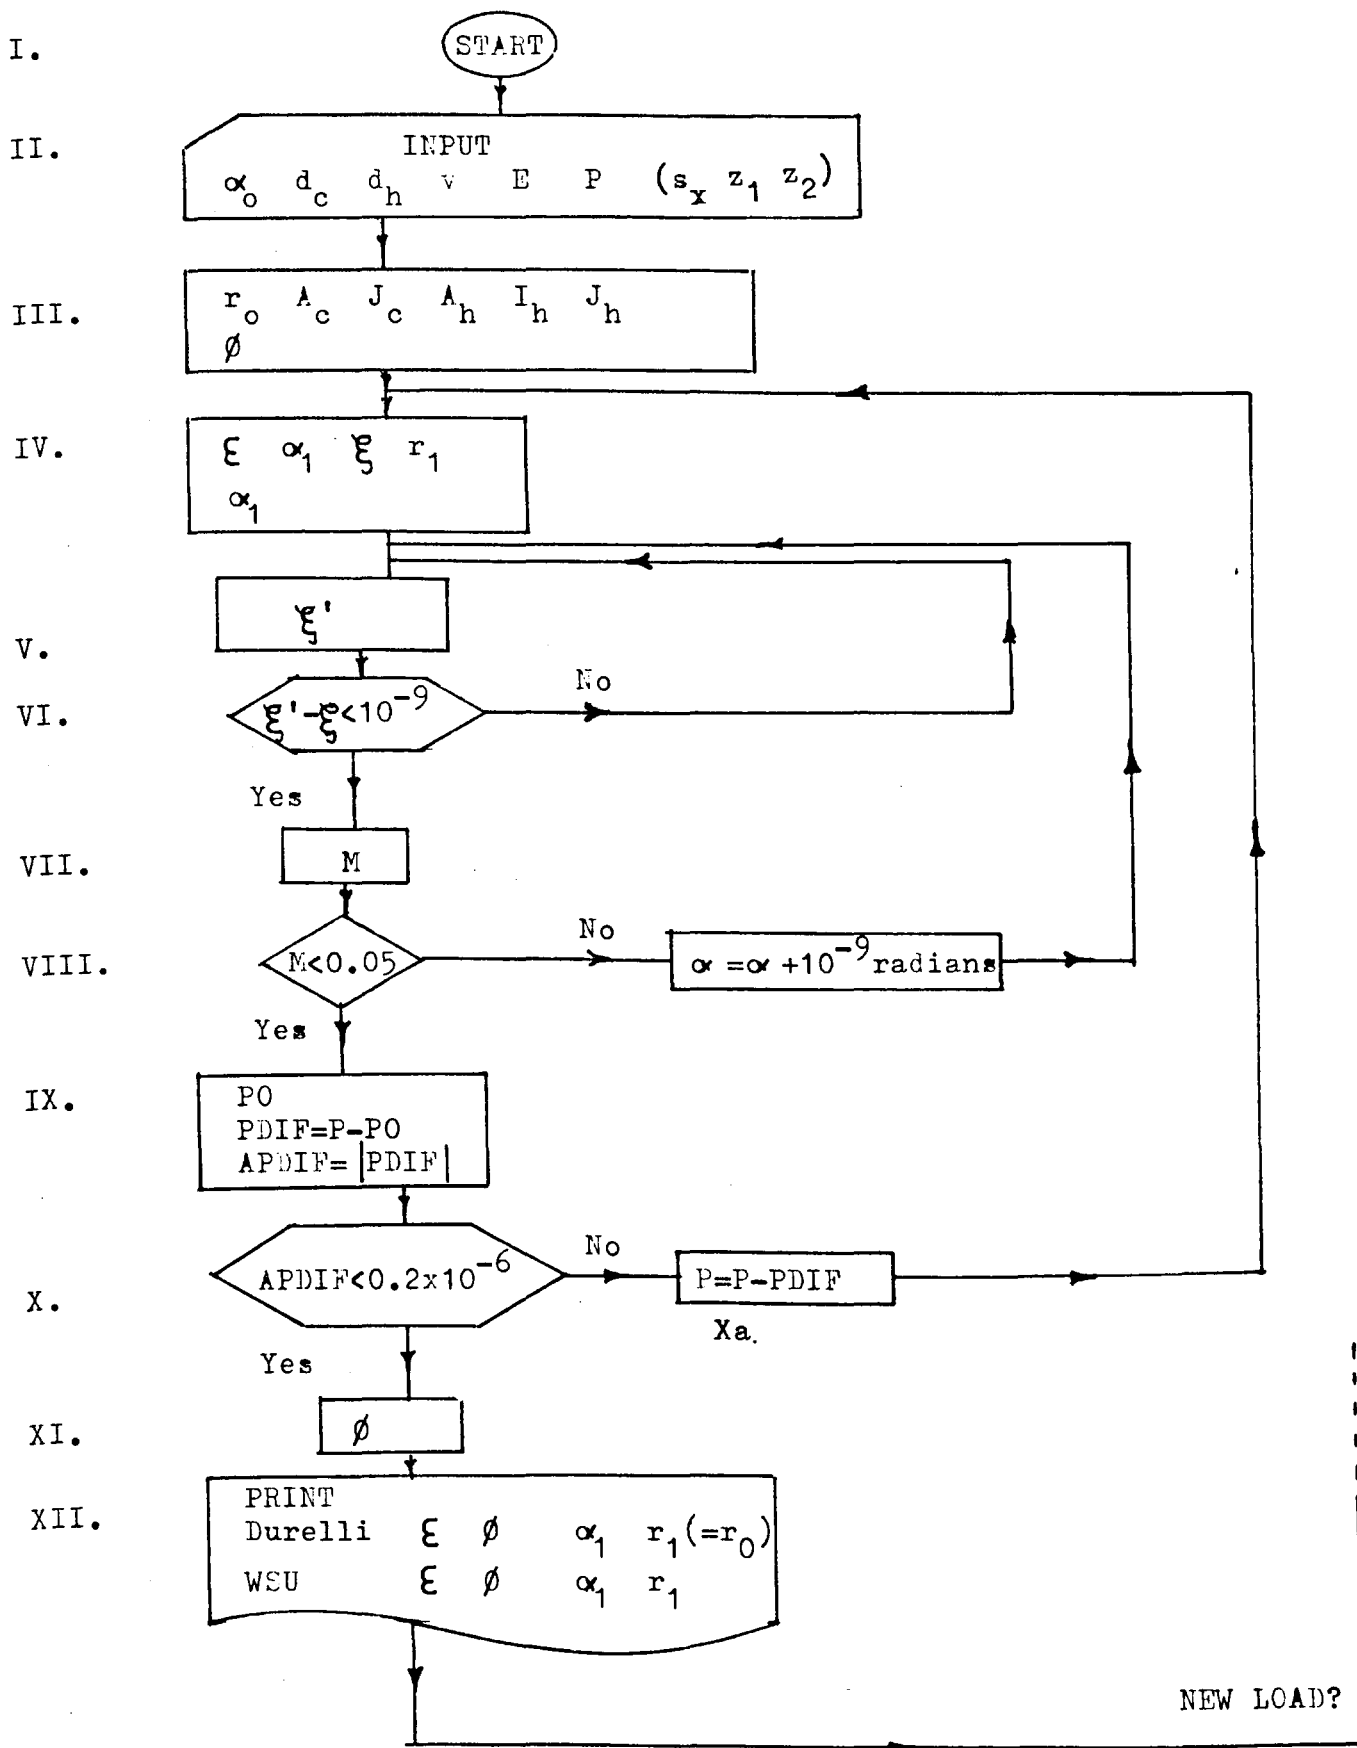 I.
START
II.
INPUT
α₀ d_c d_h ν E P (s_x z₁ z₂)
III.
r₀ A_c J_c A_h I_h J_h
ø
IV.
ε α₁ ξ r₁
α₁
ξ'
V.
VI.
ξ'-ξ<10⁻⁹
No
Yes
VII.
M
VIII.
M<0.05
No
α=α+10⁻⁹radians
Yes
IX.
PO
PDIF=P-PO
APDIF=|PDIF|
X.
APDIF<0.2x10⁻⁶
No
P=P-PDIF
Xa.
Yes
XI.
ø
XII.
PRINT
Durelli ε ø α₁ r₁(=r₀)
WSU ε ø α₁ r₁
NEW LOAD?